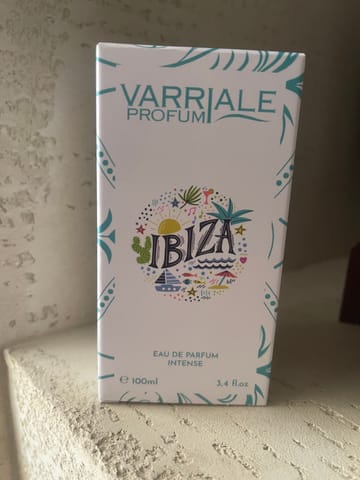 VARRIALE
PROFUMI
IBIZA
EAU DE PARFUM
INTENSE
℮ 100ml 3,4 fl.oz